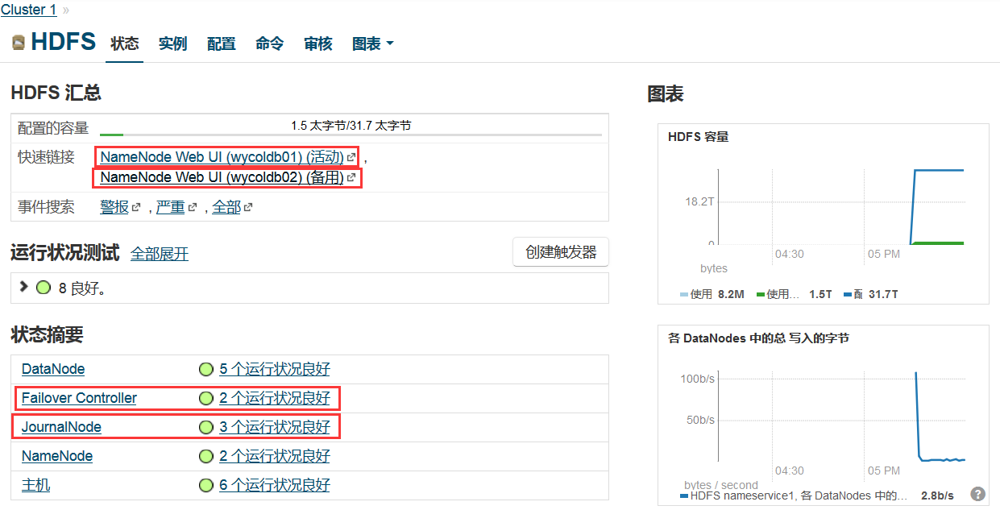 Cluster 1 »
HDFS 状态 实例 配置 命令 审核 图表
HDFS 汇总
配置的容量 1.5 太字节/31.7 太字节
快速链接 NameNode Web UI (wycoldb01) (活动) ,
NameNode Web UI (wycoldb02) (备用)
事件搜索 警报 , 严重 , 全部
运行状况测试 全部展开 创建触发器
8 良好。
状态摘要
DataNode 5 个运行状况良好
Failover Controller 2 个运行状况良好
JournalNode 3 个运行状况良好
NameNode 2 个运行状况良好
主机 6 个运行状况良好
图表
HDFS 容量
18.2T
0
04:30 05 PM
bytes
使用 8.2M 使用… 1.5T 配 31.7T
各 DataNodes 中的总 写入的字节
100b/s
50b/s
04:30 05 PM
bytes / second
HDFS nameservice1, 各 DataNodes 中的… 2.8b/s ?